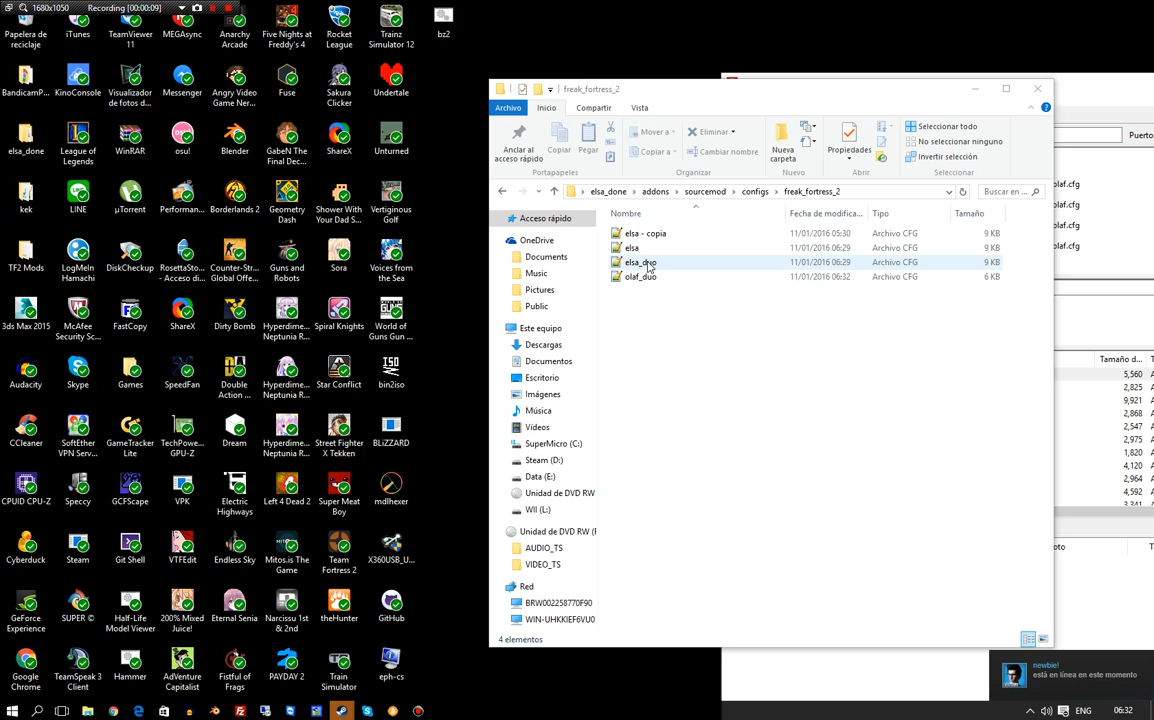 1680x1050 Recording [00:00:09]
Papelera de reciclaje
iTunes
TeamViewer 11
MEGAsync
Anarchy Arcade
Five Nights at Freddy's 4
Rocket League
Trainz Simulator 12
bz2
BandicamP...
KinoConsole
Visualizador de fotos d...
Messenger
Angry Video Game Ner...
Fuse
Sakura Clicker
Undertale
elsa_done
League of Legends
WinRAR
osu!
Blender
GabeN The Final Dec...
ShareX
Unturned
kek
LINE
µTorrent
Performan...
Borderlands 2
Geometry Dash
Shower With Your Dad S...
Vertiginous Golf
TF2 Mods
LogMeIn Hamachi
DiskCheckup
RosettaSto... - Acceso di...
Counter-Str... Global Offe...
Guns and Robots
Sora
Voices from the Sea
3ds Max 2015
McAfee Security Sc...
FastCopy
ShareX
Dirty Bomb
Hyperdime... Neptunia R...
Spiral Knights
World of Guns Gun ...
Audacity
Skype
Games
SpeedFan
Double Action ...
Hyperdime... Neptunia R...
Star Conflict
bin2iso
CCleaner
SoftEther VPN Serv...
GameTracker Lite
TechPowe... GPU-Z
Dream
Hyperdime... Neptunia R...
Street Fighter X Tekken
BLiZZARD
CPUID CPU-Z
Speccy
GCFScape
VPK
Electric Highways
Left 4 Dead 2
Super Meat Boy
mdlhexer
Cyberduck
Steam
Git Shell
VTFEdit
Endless Sky
Mitos.is The Game
Team Fortress 2
X360USB_U...
GeForce Experience
SUPER ©
Half-Life Model Viewer
200% Mixed Juice!
Eternal Senia
Narcissu 1st & 2nd
theHunter
GitHub
Google Chrome
TeamSpeak 3 Client
Hammer
AdVenture Capitalist
Fistful of Frags
PAYDAY 2
Train Simulator
eph-cs
freak_fortress_2
Archivo Inicio Compartir Vista
Anclar al acceso rápido
Copiar
Pegar
Mover a
Copiar a
Eliminar
Cambiar nombre
Nueva carpeta
Propiedades
Seleccionar todo
No seleccionar ninguno
Invertir selección
Portapapeles Organizar Nuevo Abrir Seleccionar
elsa_done addons sourcemod configs freak_fortress_2
Buscar en ...
Nombre Fecha de modifica... Tipo Tamaño
elsa - copia 11/01/2016 05:30 Archivo CFG 9 KB
elsa 11/01/2016 06:29 Archivo CFG 9 KB
elsa_duo 11/01/2016 06:29 Archivo CFG 9 KB
olaf_duo 11/01/2016 06:32 Archivo CFG 6 KB
Acceso rápido
OneDrive
Documents
Music
Pictures
Public
Este equipo
Descargas
Documentos
Escritorio
Imágenes
Música
Vídeos
SuperMicro (C:)
Steam (D:)
Data (E:)
Unidad de DVD RW
WII (L:)
Unidad de DVD RW (
AUDIO_TS
VIDEO_TS
Red
BRW002258770F90
WIN-UHKKIEF6VU0
4 elementos
Puerto
olaf.cfg
olaf.cfg
olaf.cfg
olaf.cfg
Tamaño d...
5,560
2,825
9,921
2,868
2,547
2,975
1,820
4,120
2,964
4,592
3,341
newbie!
está en línea en este momento
ENG
06:32